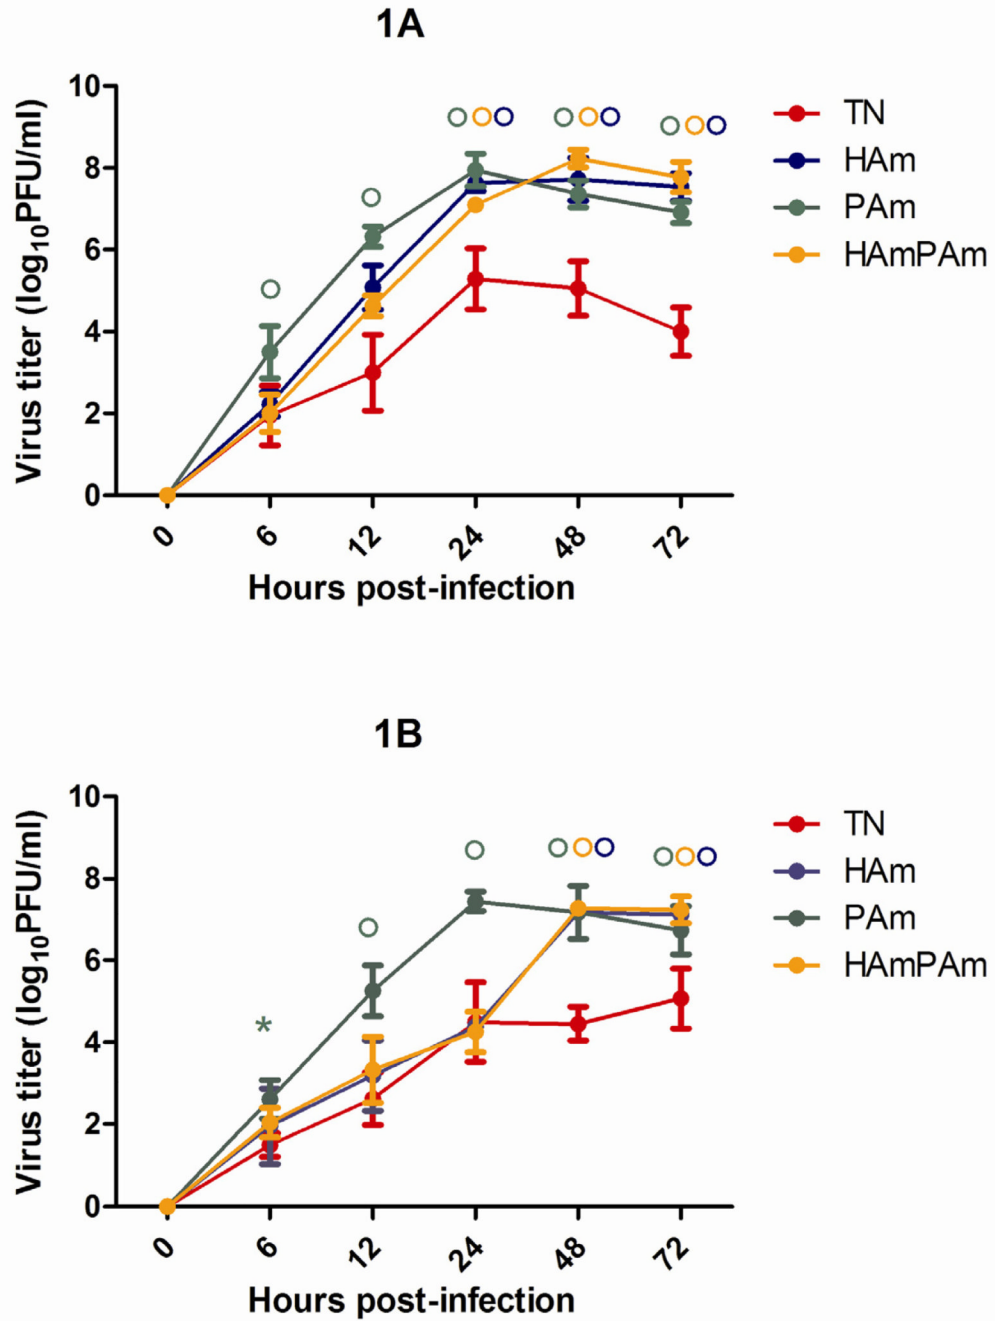 1A
10
8
6
4
2
0
Virus titer (log10PFU/ml)
0 6 12 24 48 72
Hours post-infection
TN
HAm
PAm
HAmPAm
1B
10
8
6
4
2
0
Virus titer (log10PFU/ml)
*
0 6 12 24 48 72
Hours post-infection
TN
HAm
PAm
HAmPAm